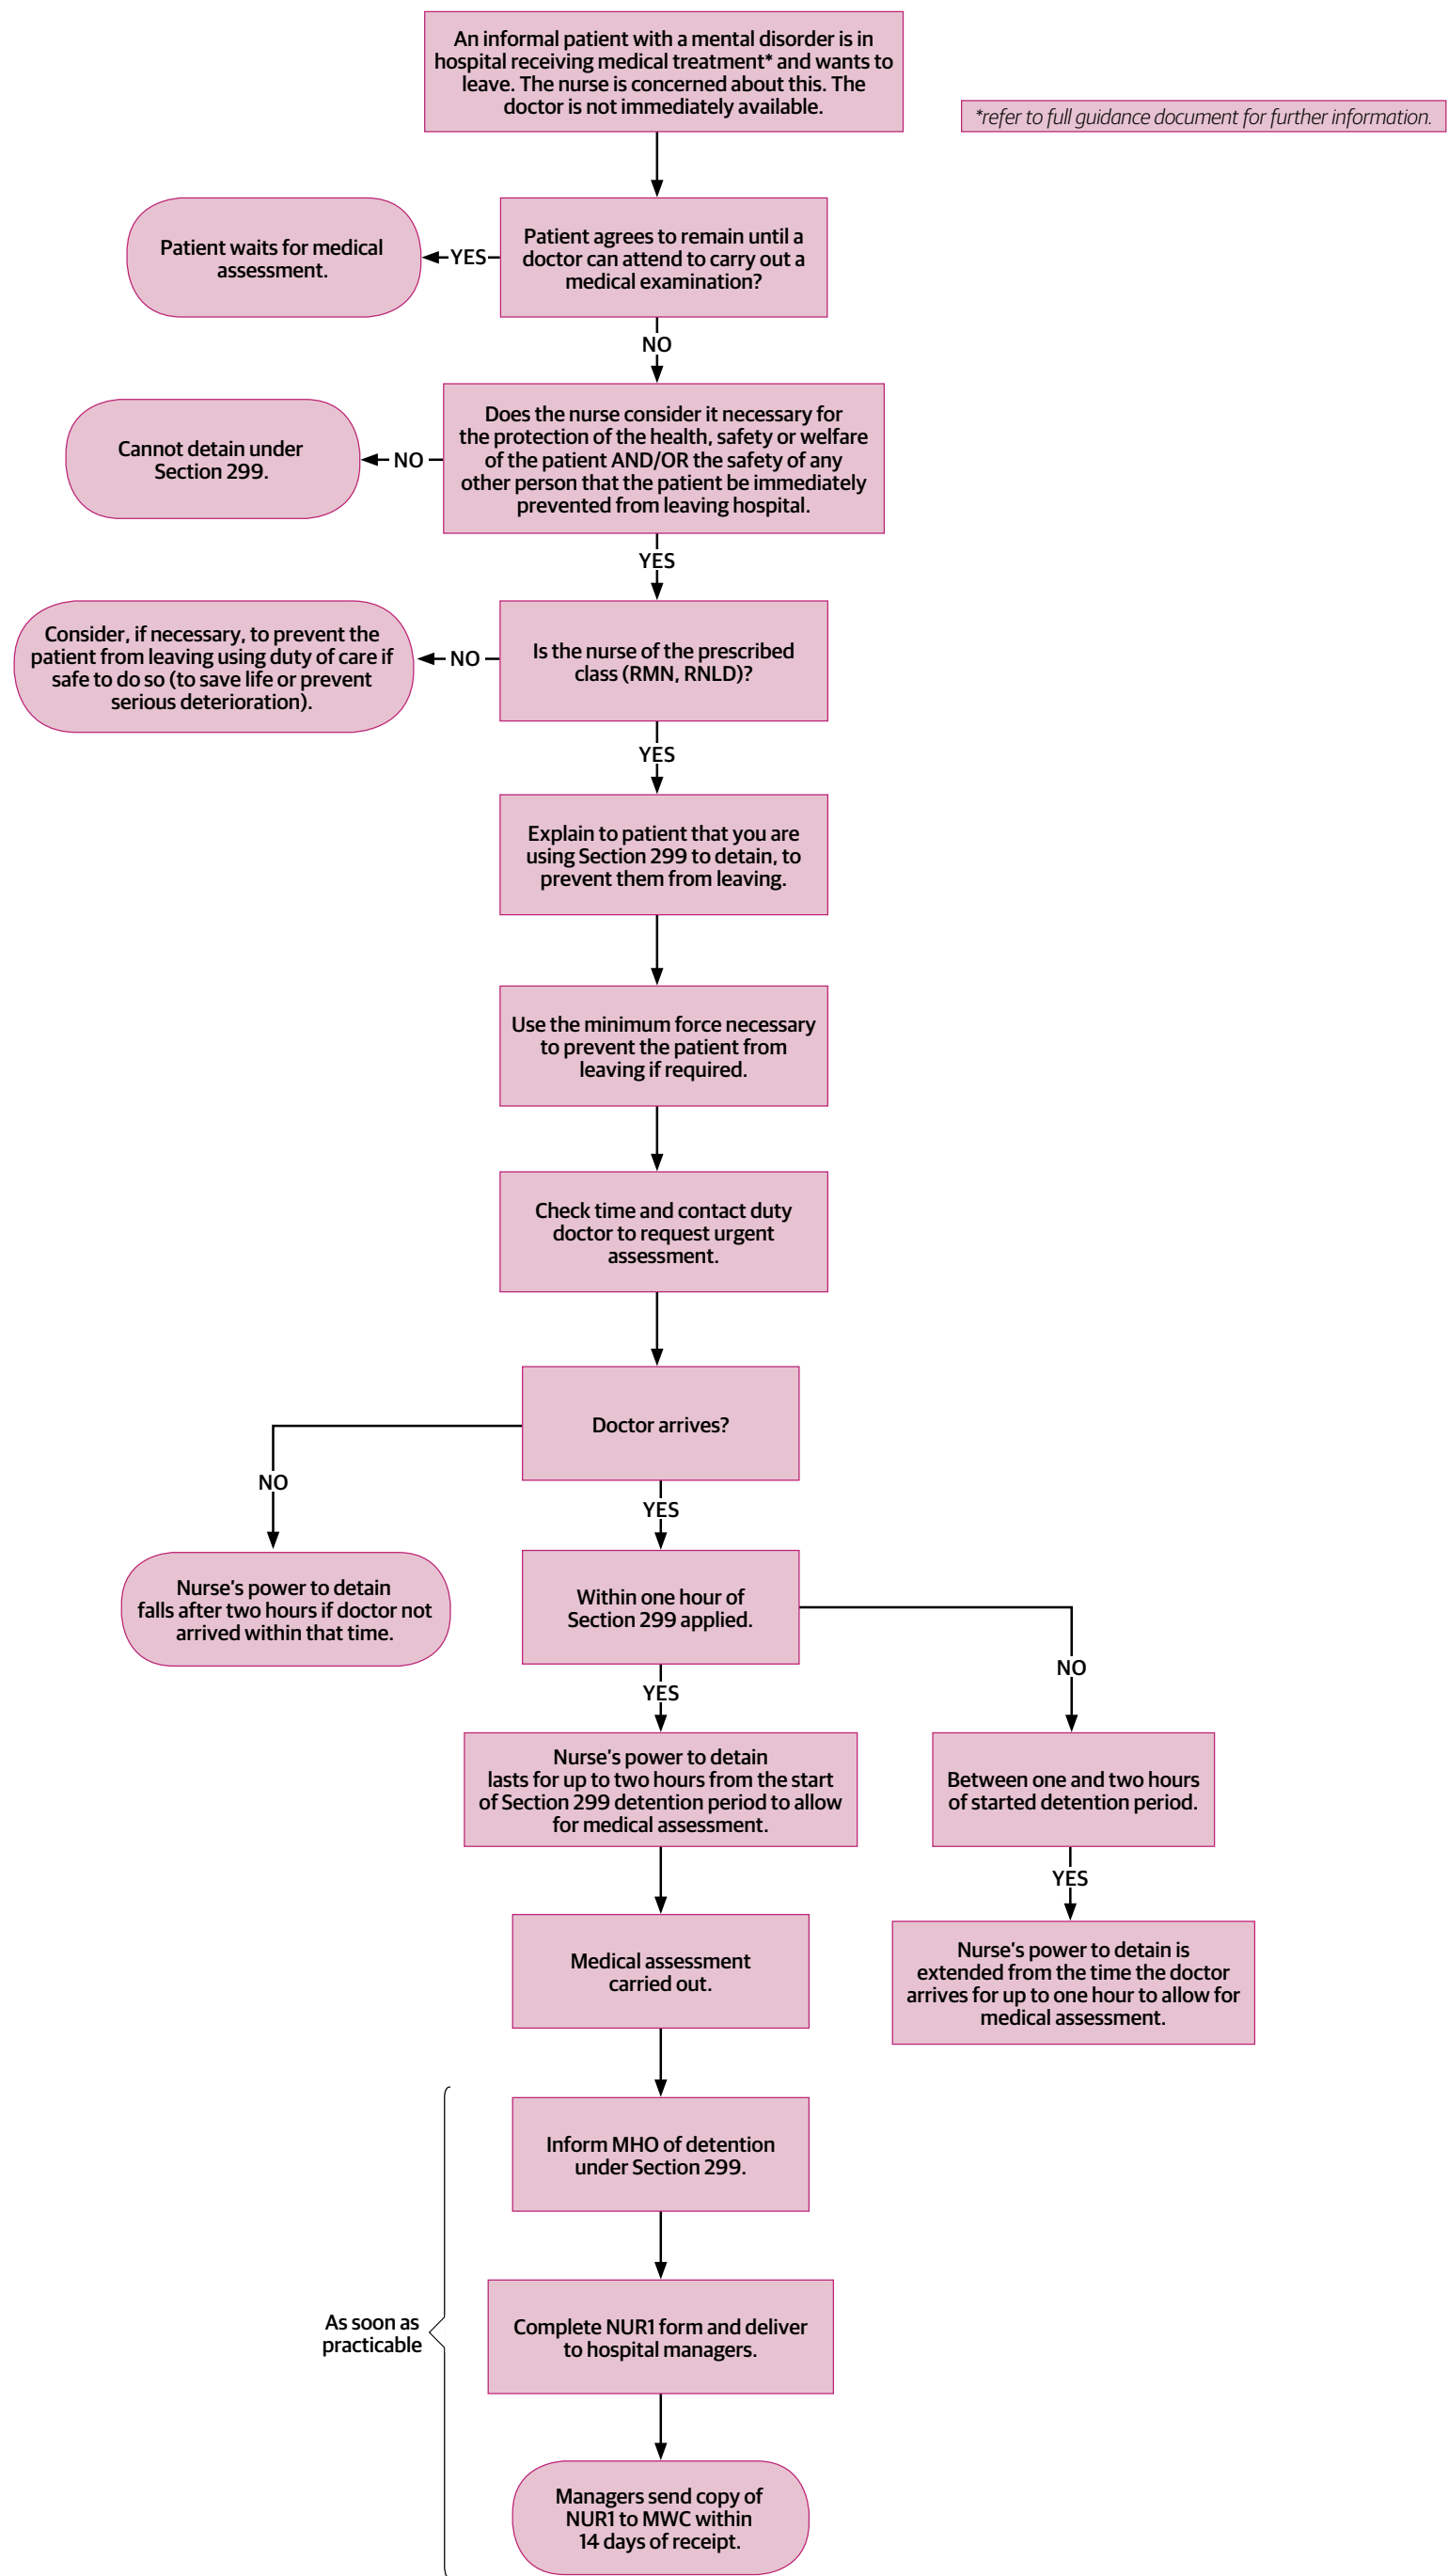 An informal patient with a mental disorder is in
hospital receiving medical treatment* and wants to
leave. The nurse is concerned about this. The
doctor is not immediately available.
*refer to full guidance document for further information.
Patient waits for medical
assessment.
YES
Patient agrees to remain until a
doctor can attend to carry out a
medical examination?
NO
Cannot detain under
Section 299.
NO
Does the nurse consider it necessary for
the protection of the health, safety or welfare
of the patient AND/OR the safety of any
other person that the patient be immediately
prevented from leaving hospital.
YES
Consider, if necessary, to prevent the
patient from leaving using duty of care if
safe to do so (to save life or prevent
serious deterioration).
NO
Is the nurse of the prescribed
class (RMN, RNLD)?
YES
Explain to patient that you are
using Section 299 to detain, to
prevent them from leaving.
Use the minimum force necessary
to prevent the patient from
leaving if required.
Check time and contact duty
doctor to request urgent
assessment.
Doctor arrives?
NO
YES
Nurse's power to detain
falls after two hours if doctor not
arrived within that time.
Within one hour of
Section 299 applied.
NO
YES
Nurse's power to detain
lasts for up to two hours from the start
of Section 299 detention period to allow
for medical assessment.
Between one and two hours
of started detention period.
YES
Medical assessment
carried out.
Nurse's power to detain is
extended from the time the doctor
arrives for up to one hour to allow for
medical assessment.
Inform MHO of detention
under Section 299.
As soon as
practicable
Complete NUR1 form and deliver
to hospital managers.
Managers send copy of
NUR1 to MWC within
14 days of receipt.